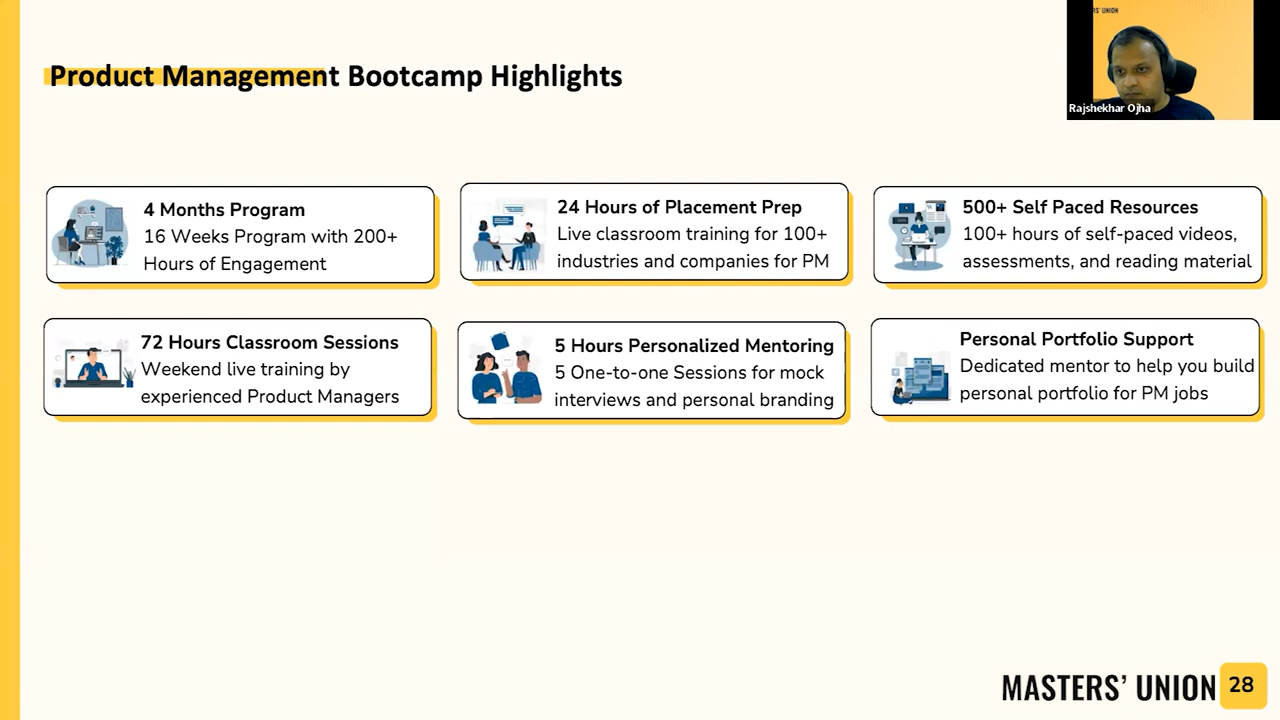 RS' UNION
Rajshekhar Ojha
Product Management Bootcamp Highlights
4 Months Program
16 Weeks Program with 200+
Hours of Engagement
24 Hours of Placement Prep
Live classroom training for 100+
industries and companies for PM
500+ Self Paced Resources
100+ hours of self-paced videos,
assessments, and reading material
72 Hours Classroom Sessions
Weekend live training by
experienced Product Managers
5 Hours Personalized Mentoring
5 One-to-one Sessions for mock
interviews and personal branding
Personal Portfolio Support
Dedicated mentor to help you build
personal portfolio for PM jobs
MASTERS' UNION 28